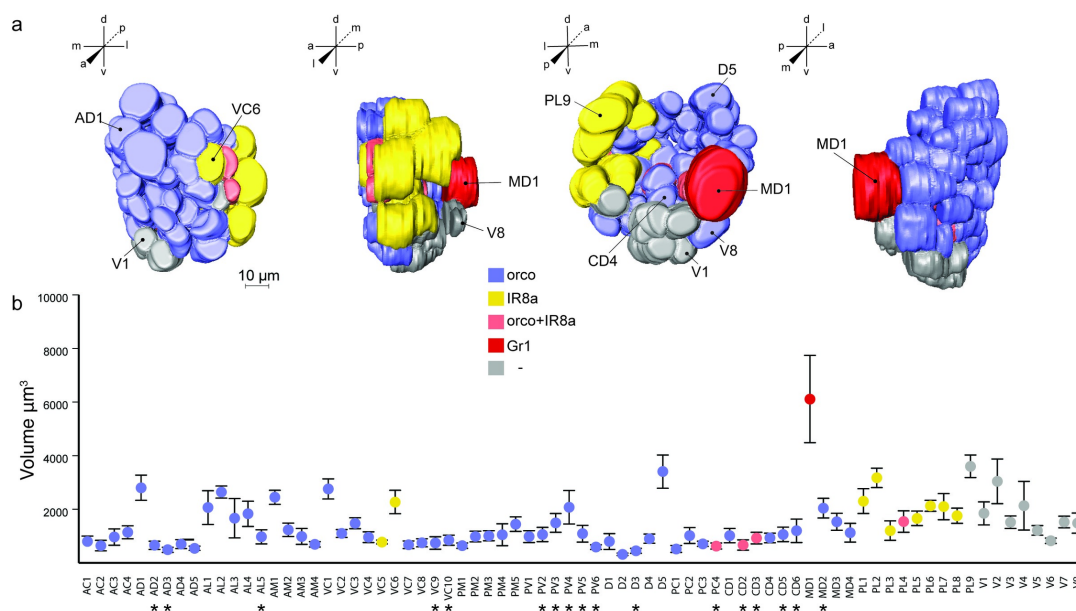 a
d
p
m
l
a
v
d
m
a
p
l
v
d
a
l
m
p
v
d
l
p
a
m
v
AD1
VC6
V1
10 µm
MD1
V8
PL9
D5
MD1
CD4
V1
V8
MD1
orco
IR8a
orco+IR8a
Gr1
-
b
Volume µm³
10000
8000
6000
4000
2000
AC1 AC2 AC3 AC4 AD1 AD2 AD3 AD4 AD5 AL1 AL2 AL3 AL4 AL5 AM1 AM2 AM3 AM4 VC1 VC2 VC3 VC4 VC5 VC6 VC7 VC8 VC9 VC10 PM1 PM2 PM3 PM4 PM5 PV1 PV2 PV3 PV4 PV5 PV6 D1 D2 D3 D4 D5 PC1 PC2 PC3 PC4 CD1 CD2 CD3 CD4 CD5 CD6 MD1 MD2 MD3 MD4 PL1 PL2 PL3 PL4 PL5 PL6 PL7 PL8 PL9 V1 V2 V3 V4 V5 V6 V7 V8
* * * * * * * * * * * * * * * *